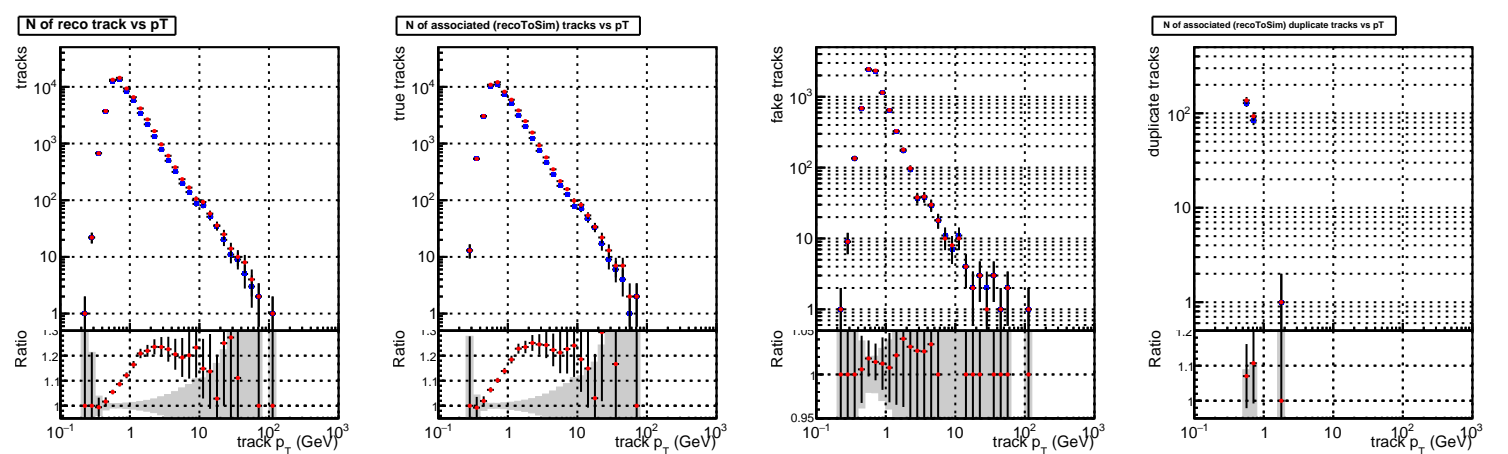 N of reco track vs pT
tracks
10^4
10^3
10^2
10
1
Ratio
1.3
1.2
1.1
1
10^-1 1 10 10^2 10^3
track p_T (GeV)
N of associated (recoToSim) tracks vs pT
true tracks
10^4
10^3
10^2
10
1
Ratio
1.3
1.2
1.1
1
10^-1 1 10 10^2 10^3
track p_T (GeV)
fake tracks
10^3
10^2
10
1
Ratio
1.05
1
0.95
10^-1 1 10 10^2 10^3
track p_T (GeV)
N of associated (recoToSim) duplicate tracks vs pT
duplicate tracks
10^2
10
1
Ratio
1.2
1.1
1
10^-1 1 10 10^2 10^3
track p_T (GeV)